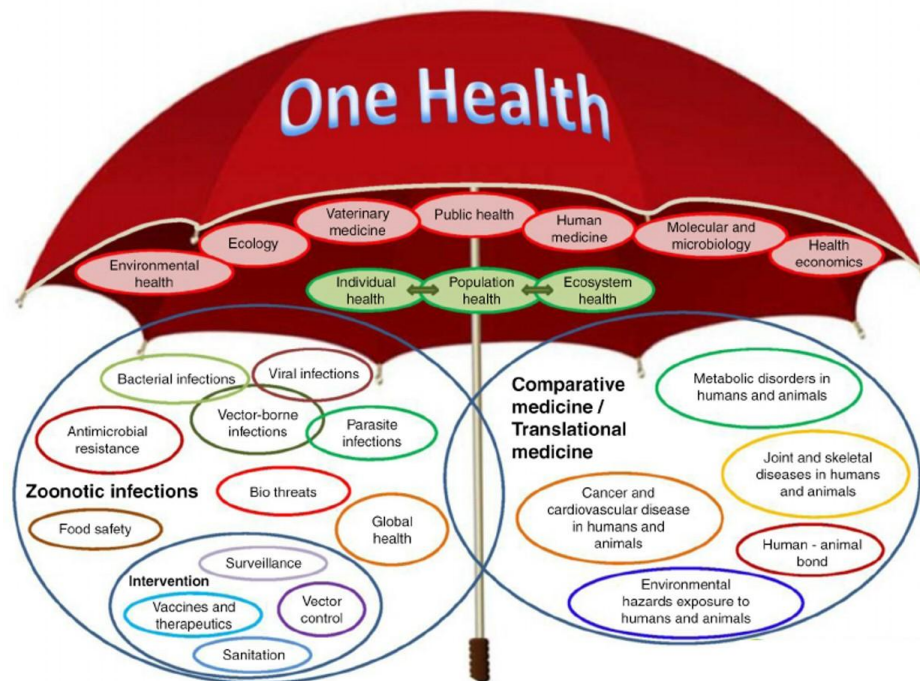 One Health
Vaterinary
medicine
Public health
Human
medicine
Ecology
Molecular and
microbiology
Environmental
health
Health
economics
Individual
health
Population
health
Ecosystem
health
Bacterial infections
Viral infections
Vector-borne
infections
Parasite
infections
Antimicrobial
resistance
Zoonotic infections
Bio threats
Food safety
Global
health
Intervention
Surveillance
Vaccines and
therapeutics
Vector
control
Sanitation
Comparative
medicine /
Translational
medicine
Metabolic disorders in
humans and animals
Joint and skeletal
diseases in humans
and animals
Cancer and
cardiovascular disease
in humans and
animals
Human - animal
bond
Environmental
hazards exposure to
humans and animals